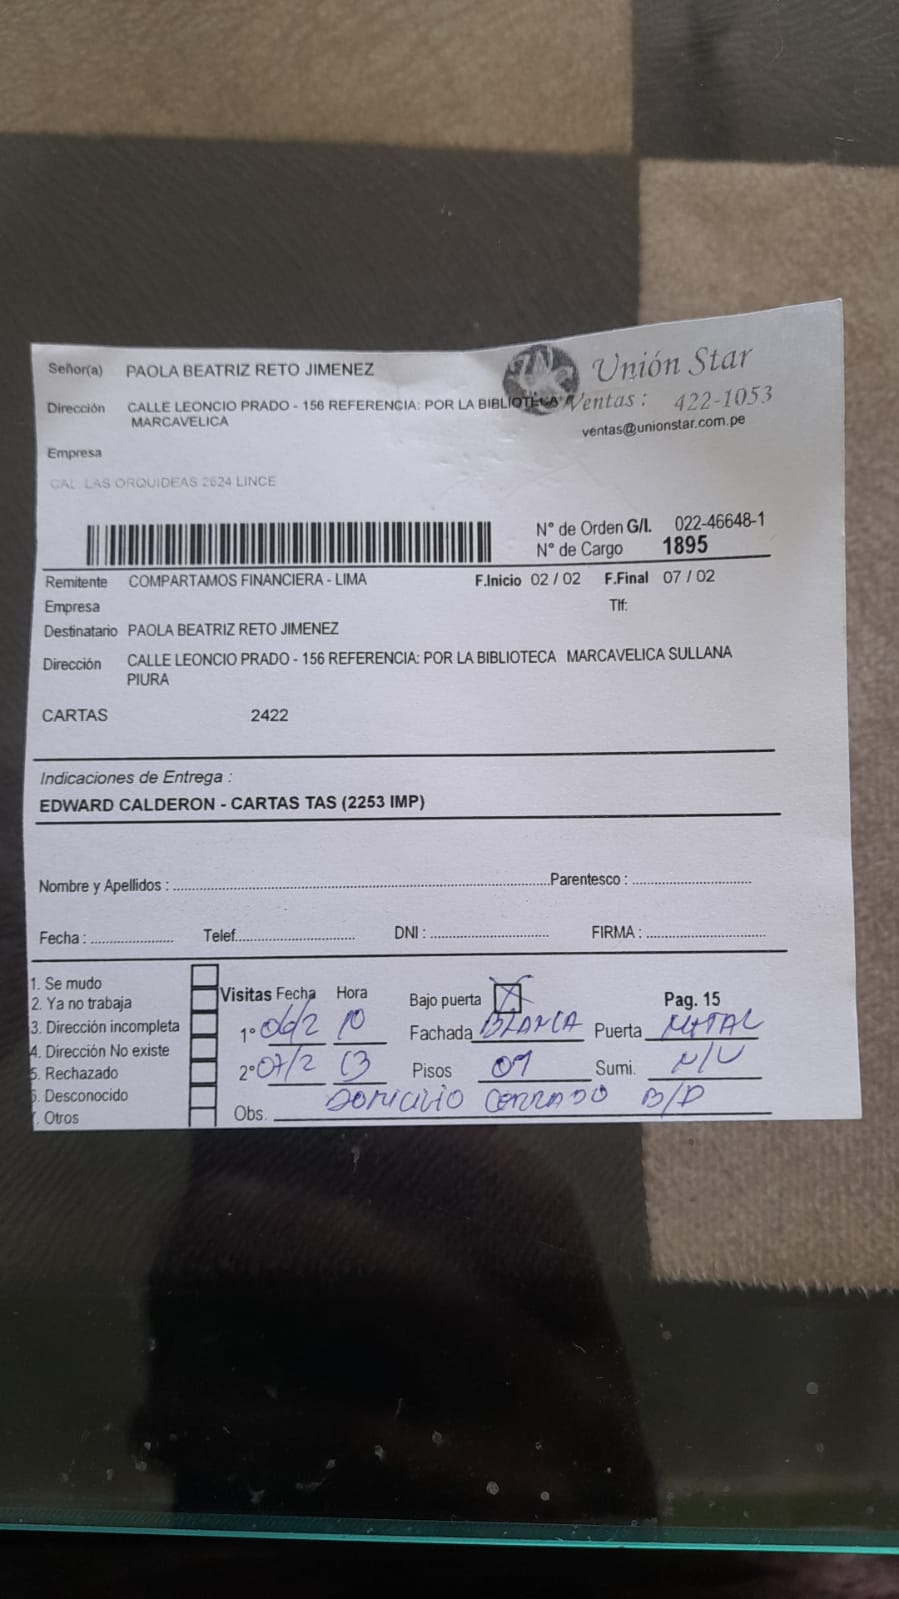 Señor(a) PAOLA BEATRIZ RETO JIMENEZ
Unión Star
Dirección CALLE LEONCIO PRADO - 156 REFERENCIA: POR LA BIBLIOTECA
MARCAVELICA
Ventas : 422-1053
ventas@unionstar.com.pe
Empresa
CAL. LAS ORQUIDEAS 2624 LINCE
N° de Orden G/I. 022-46648-1
N° de Cargo 1895
Remitente COMPARTAMOS FINANCIERA - LIMA F.Inicio 02 / 02 F.Final 07 / 02
Empresa Tlf:
Destinatario PAOLA BEATRIZ RETO JIMENEZ
Dirección CALLE LEONCIO PRADO - 156 REFERENCIA: POR LA BIBLIOTECA MARCAVELICA SULLANA
PIURA
CARTAS 2422
Indicaciones de Entrega :
EDWARD CALDERON - CARTAS TAS (2253 IMP)
Nombre y Apellidos : Parentesco :
Fecha : Telef. DNI : FIRMA :
1. Se mudo
2. Ya no trabaja
3. Dirección incompleta
4. Dirección No existe
5. Rechazado
6. Desconocido
. Otros
Visitas Fecha Hora Bajo puerta X Pag. 15
1° 06/2 10 Fachada BLANCA Puerta METAL
2° 07/2 13 Pisos 01 Sumi. N/V
Obs. DOMICILIO CERRADO B/P